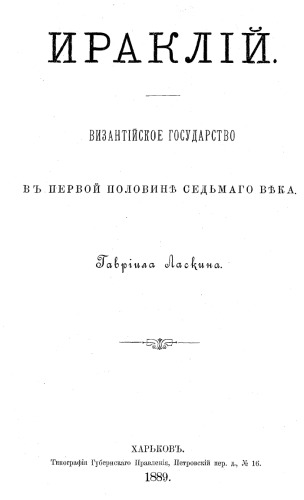 ИРАКЛІЙ.
ВИЗАНТІЙСКОЕ ГОСУДАРСТВО
ВЪ ПЕРВОЙ ПОЛОВИНѢ СЕДЬМАГО ВѢКА.
Гавріила Ласкина.
ХАРЬКОВЪ.
Типографія Губернскаго Правленія, Петровскій пер. д., № 16.
1889.